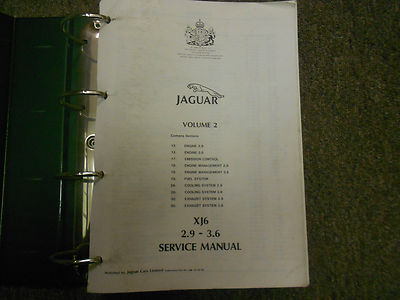 JAGUAR
VOLUME 2
Contains Sections
12. ENGINE 2.9
12. ENGINE 3.6
17. EMISSION CONTROL
18. ENGINE MANAGEMENT 2.9
18. ENGINE MANAGEMENT 3.6
19. FUEL SYSTEM
26. COOLING SYSTEM 2.9
26. COOLING SYSTEM 3.6
30. EXHAUST SYSTEM 2.9
30. EXHAUST SYSTEM 3.6
XJ6
2.9 - 3.6
SERVICE MANUAL
Published by Jaguar Cars Limited